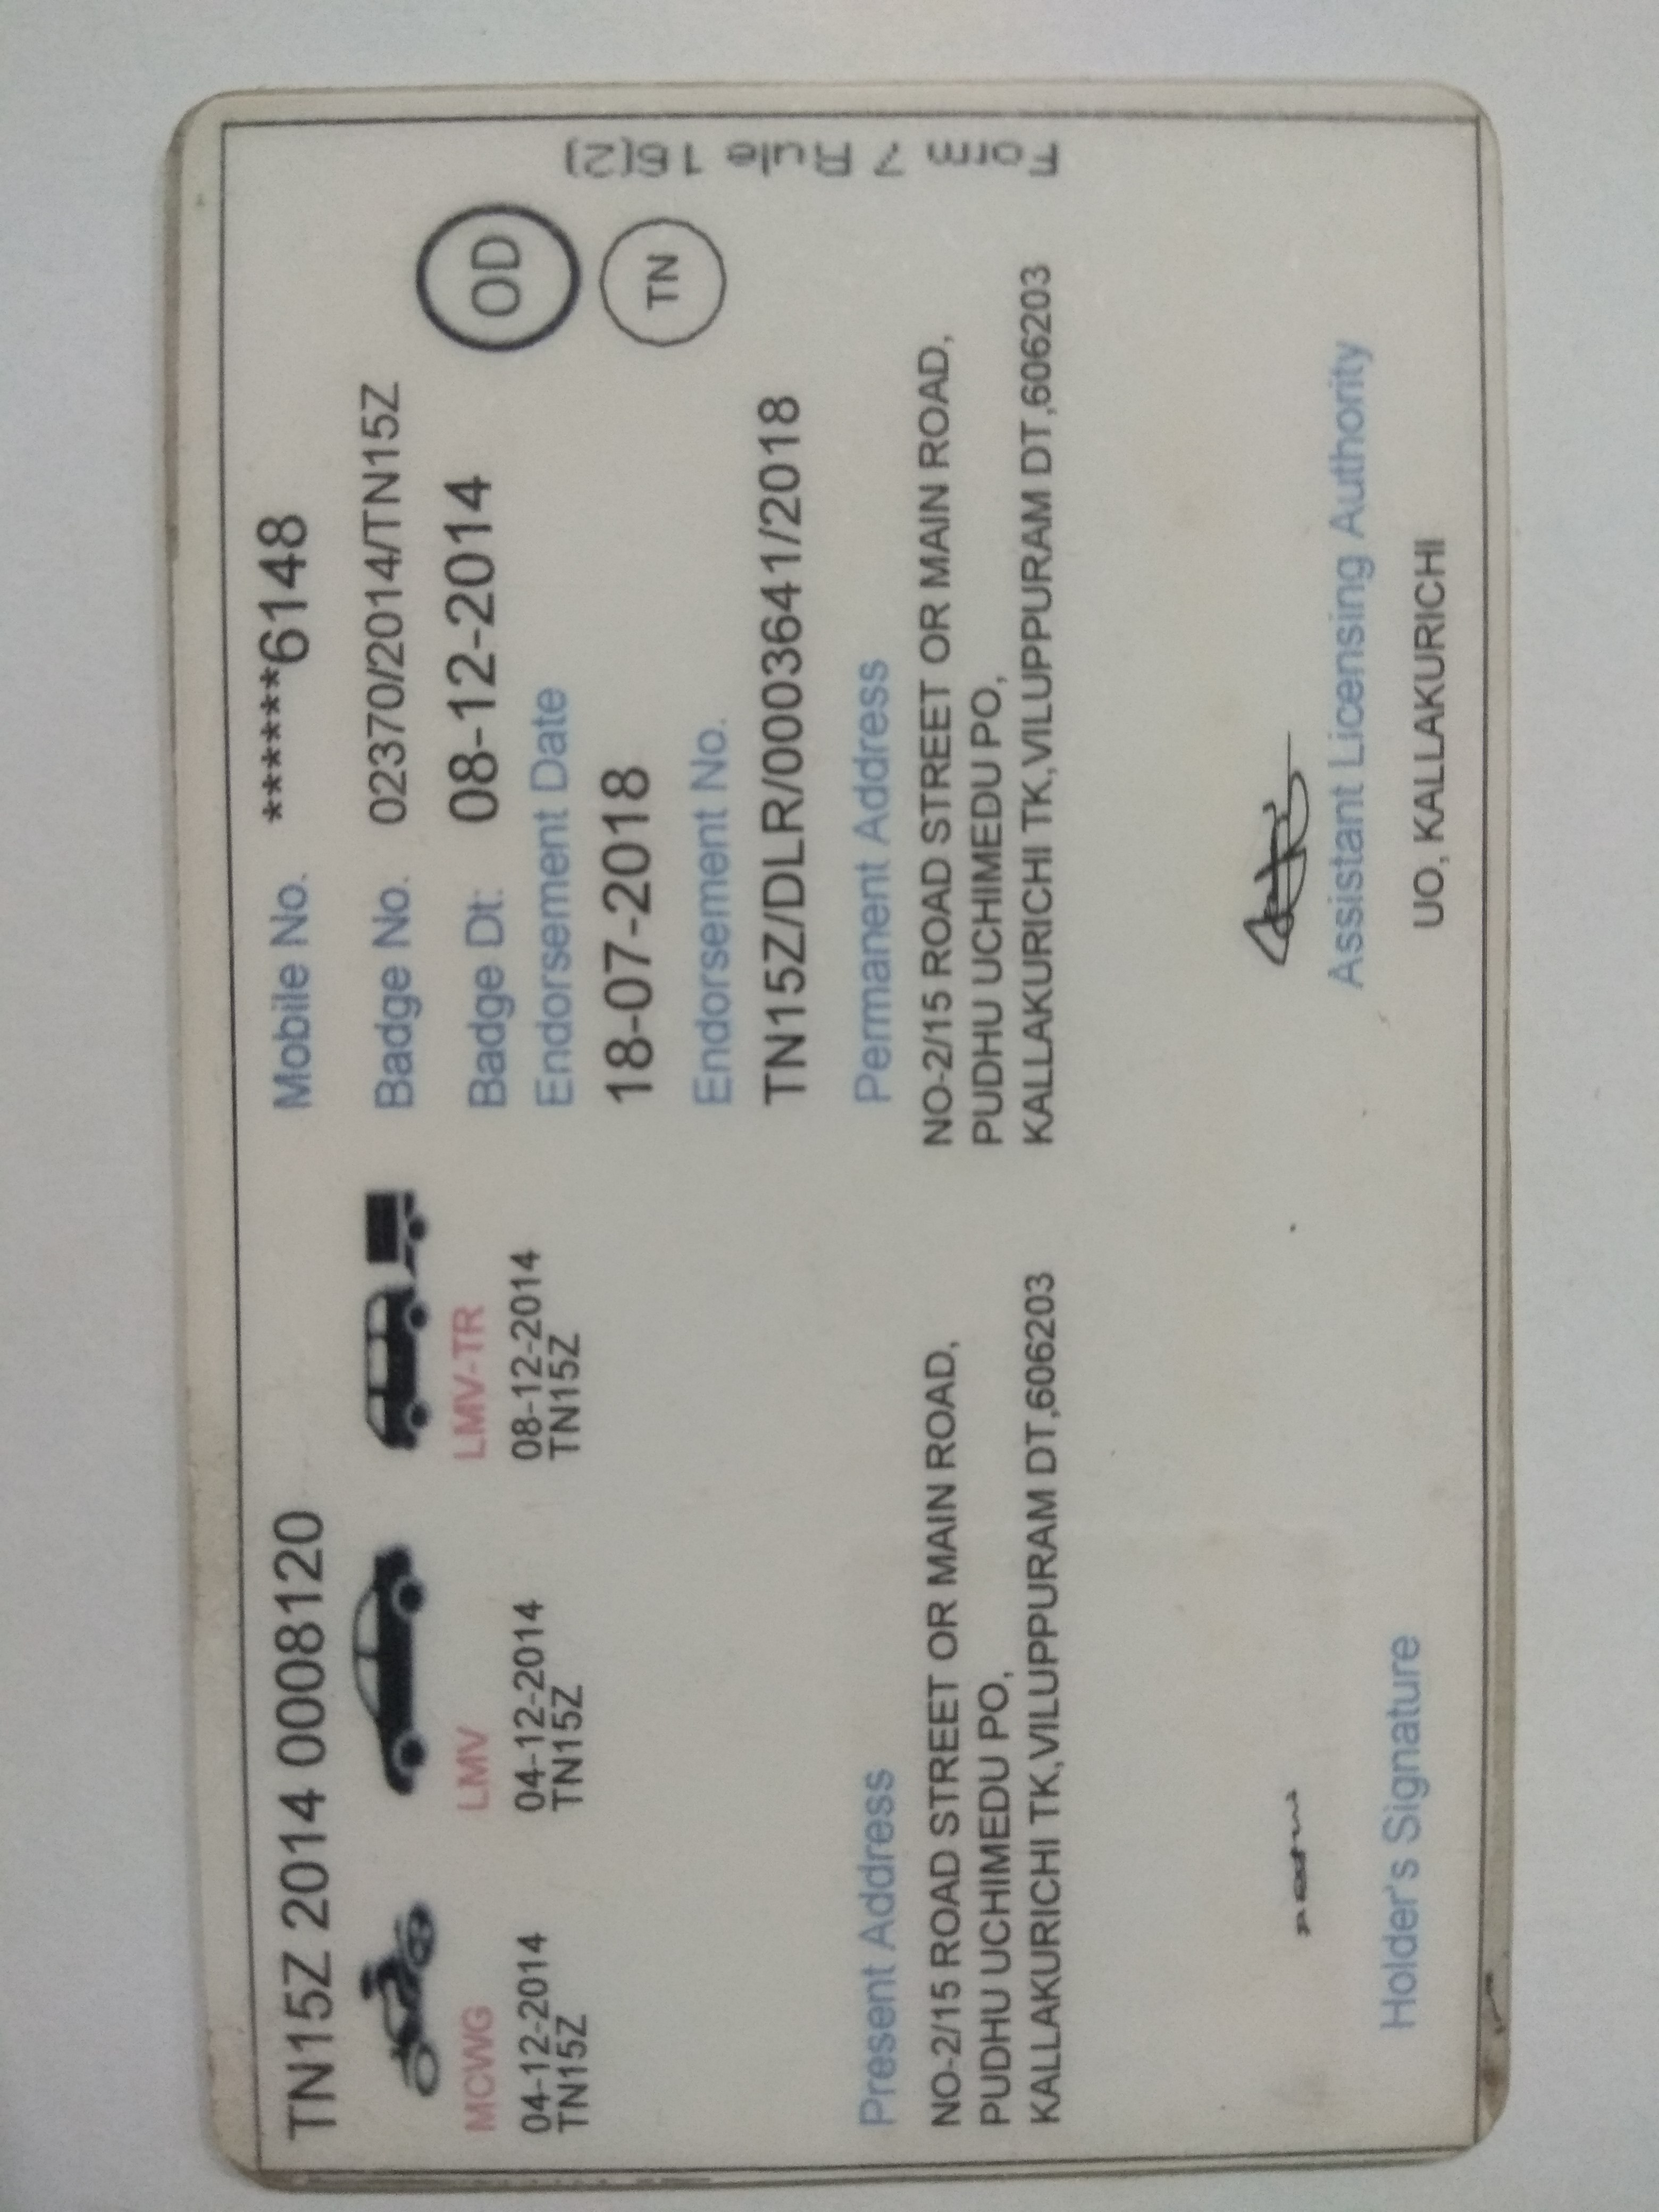 TN15Z 2014 0008120
MCWG
04-12-2014
TN15Z
LMV
04-12-2014
TN15Z
LMV-TR
08-12-2014
TN15Z
Mobile No. ******6148
Badge No. 02370/2014/TN15Z
Badge Dt: 08-12-2014
Endorsement Date
18-07-2018
Endorsement No.
TN15Z/DLR/0003641/2018
OD
TN
Form 7 Rule 16(2)
Present Address
NO-2/15 ROAD STREET OR MAIN ROAD,
PUDHU UCHIMEDU PO,
KALLAKURICHI TK,VILUPPURAM DT,606203
Permanent Address
NO-2/15 ROAD STREET OR MAIN ROAD,
PUDHU UCHIMEDU PO,
KALLAKURICHI TK,VILUPPURAM DT,606203
Holder's Signature
Assistant Licensing Authority
UO, KALLAKURICHI